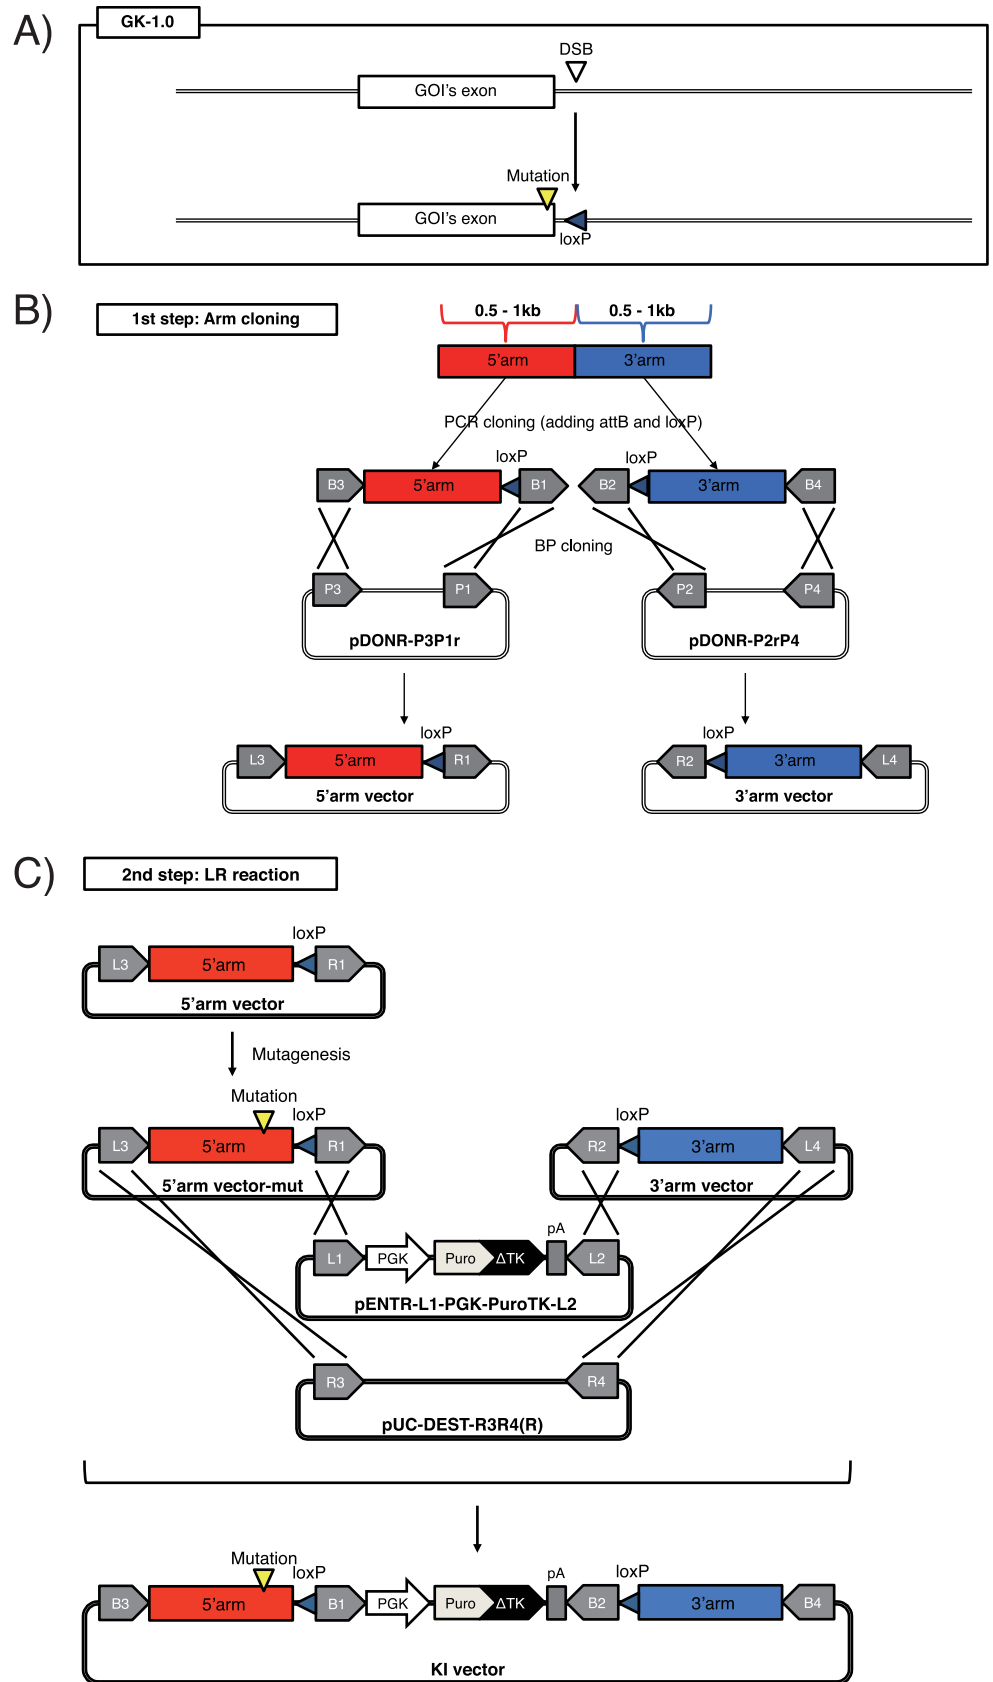 A)
GK-1.0
DSB
GOI's exon
Mutation
GOI's exon
loxP
B)
1st step: Arm cloning
0.5 - 1kb 0.5 - 1kb
5'arm 3'arm
PCR cloning (adding attB and loxP)
loxP loxP
B3 5'arm B1 B2 3'arm B4
BP cloning
P3 P1 P2 P4
pDONR-P3P1r pDONR-P2rP4
loxP loxP
L3 5'arm R1 R2 3'arm L4
5'arm vector 3'arm vector
C)
2nd step: LR reaction
loxP
L3 5'arm R1
5'arm vector
Mutagenesis
Mutation
loxP loxP
L3 5'arm R1 R2 3'arm L4
5'arm vector-mut 3'arm vector
pA
L1 PGK Puro ΔTK L2
pENTR-L1-PGK-PuroTK-L2
R3 R4
pUC-DEST-R3R4(R)
Mutation
loxP pA loxP
B3 5'arm B1 PGK Puro ΔTK B2 3'arm B4
KI vector